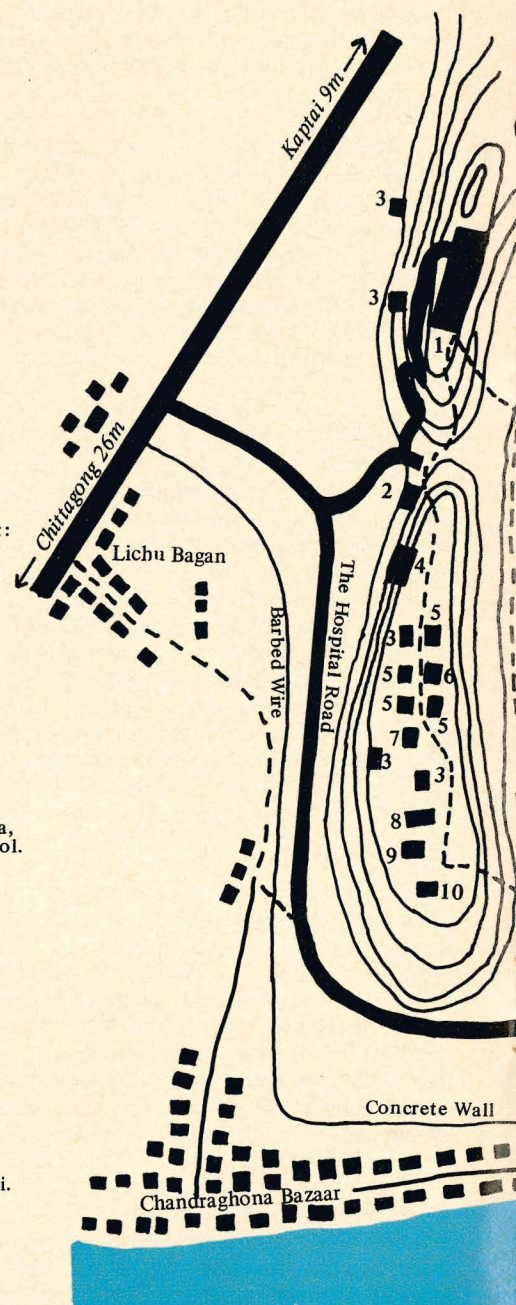 Kaptai 9m
3
3
1
Chittagong 26m
2
t:
Lichu Bagan
4
The Hospital Road
Barbed Wire
5
3
5
6
5
5
7
3
3
a,
8
ol.
9
10
Concrete Wall
i.
Chandraghona Bazaar